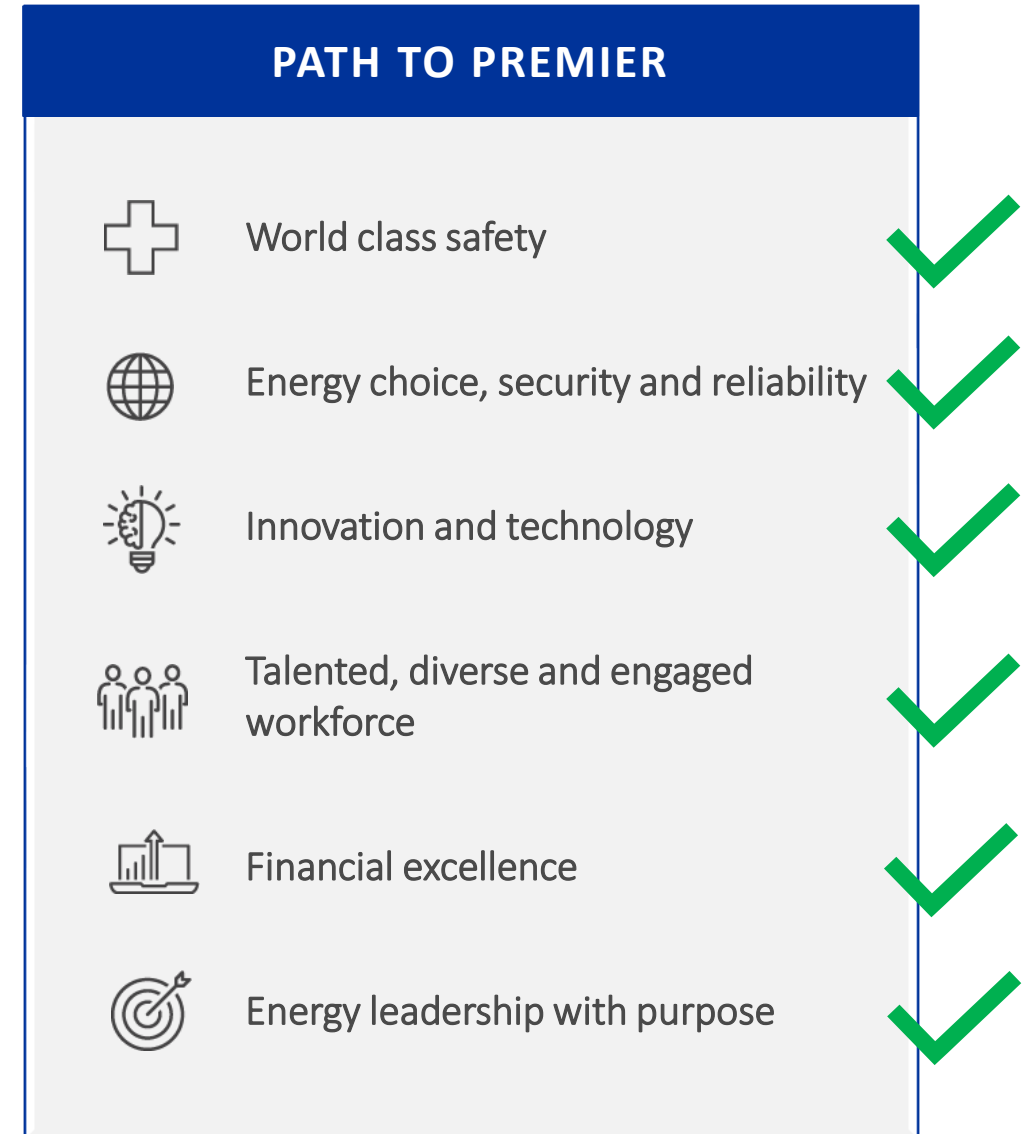 PATH TO PREMIER
World class safety
Energy choice, security and reliability
Innovation and technology
Talented, diverse and engaged
workforce
Financial excellence
Energy leadership with purpose